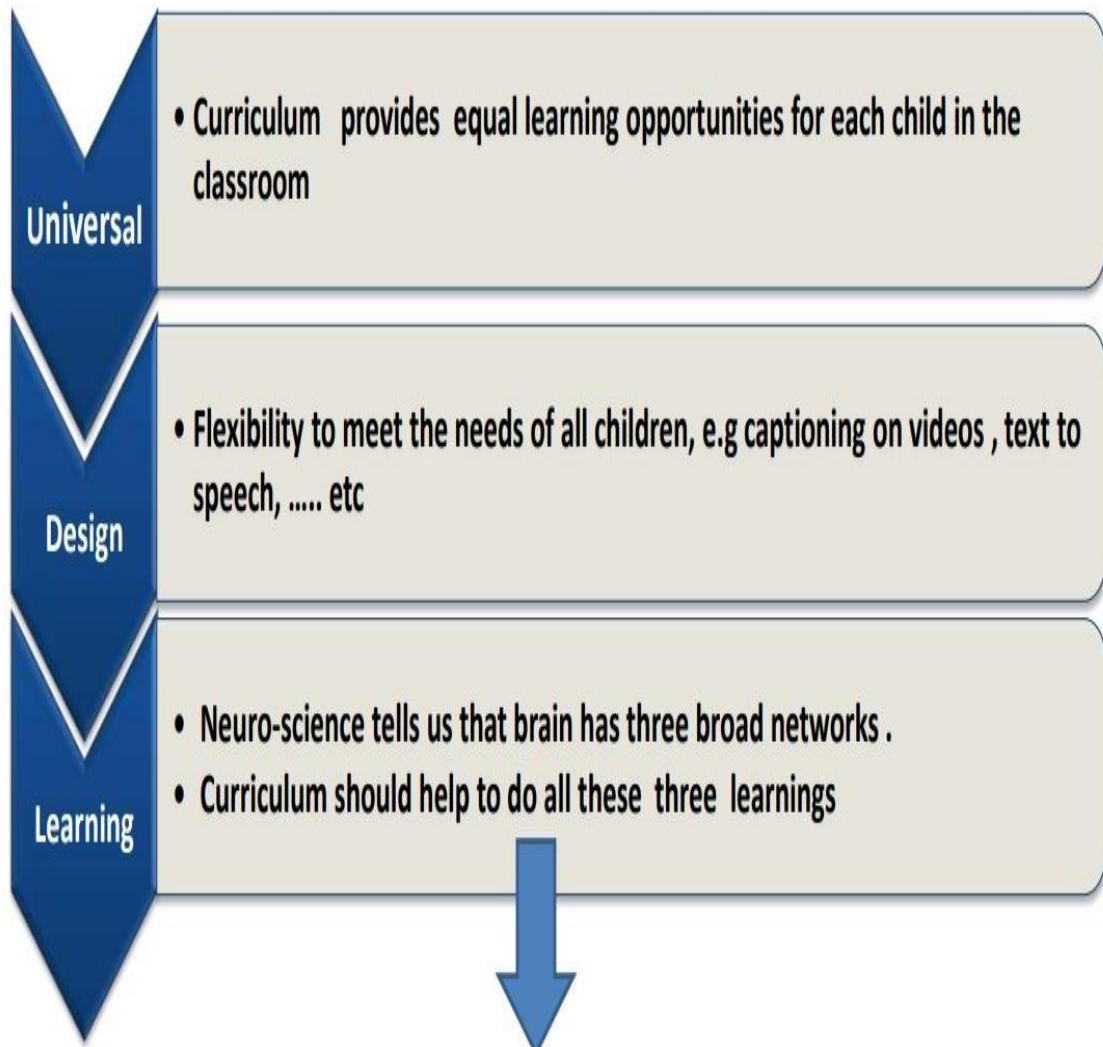 Universal
• Curriculum provides equal learning opportunities for each child in the
classroom
Design
• Flexibility to meet the needs of all children, e.g captioning on videos , text to
speech, ..... etc
Learning
• Neuro-science tells us that brain has three broad networks .
• Curriculum should help to do all these three learnings